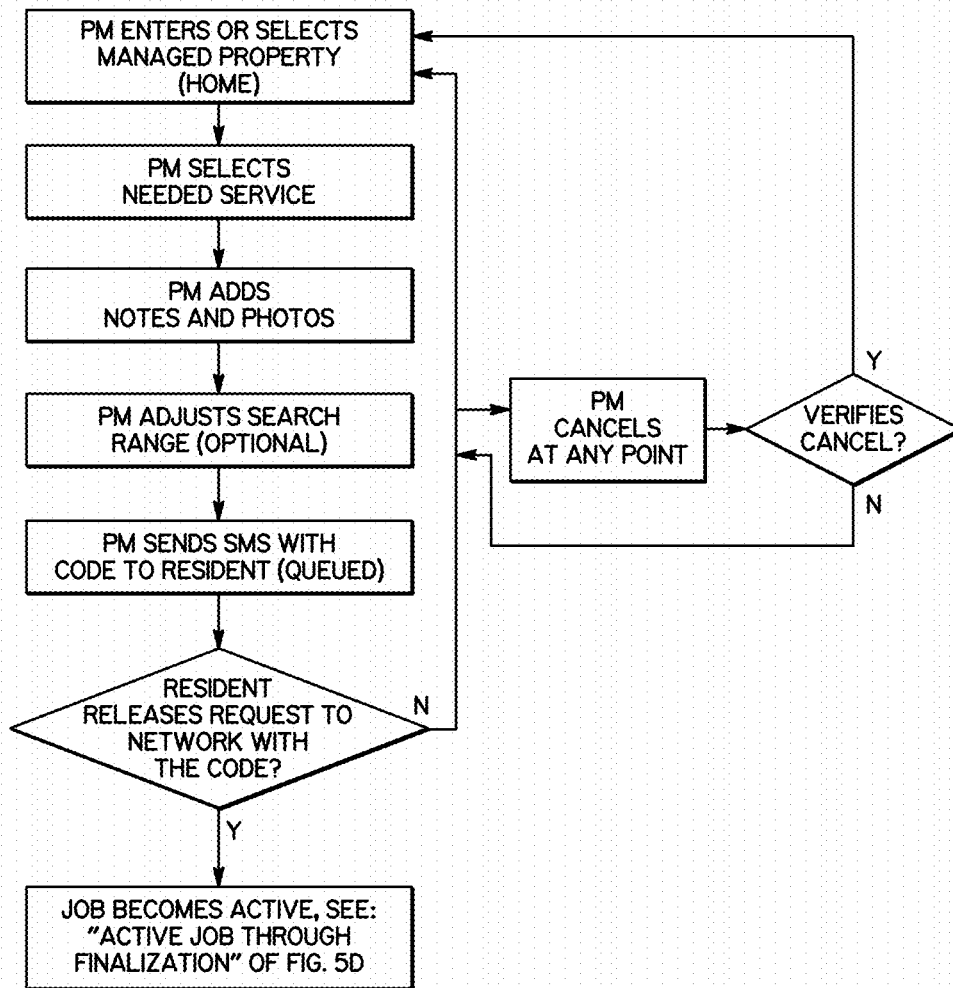 PM ENTERS OR SELECTS
MANAGED PROPERTY
(HOME)
PM SELECTS
NEEDED SERVICE
PM ADDS
NOTES AND PHOTOS
PM ADJUSTS SEARCH
RANGE (OPTIONAL)
PM
CANCELS
AT ANY POINT
Y
VERIFIES
CANCEL?
N
PM SENDS SMS WITH
CODE TO RESIDENT (QUEUED)
RESIDENT
RELEASES REQUEST TO
NETWORK WITH
THE CODE?
N
Y
JOB BECOMES ACTIVE, SEE:
"ACTIVE JOB THROUGH
FINALIZATION" OF FIG. 5D